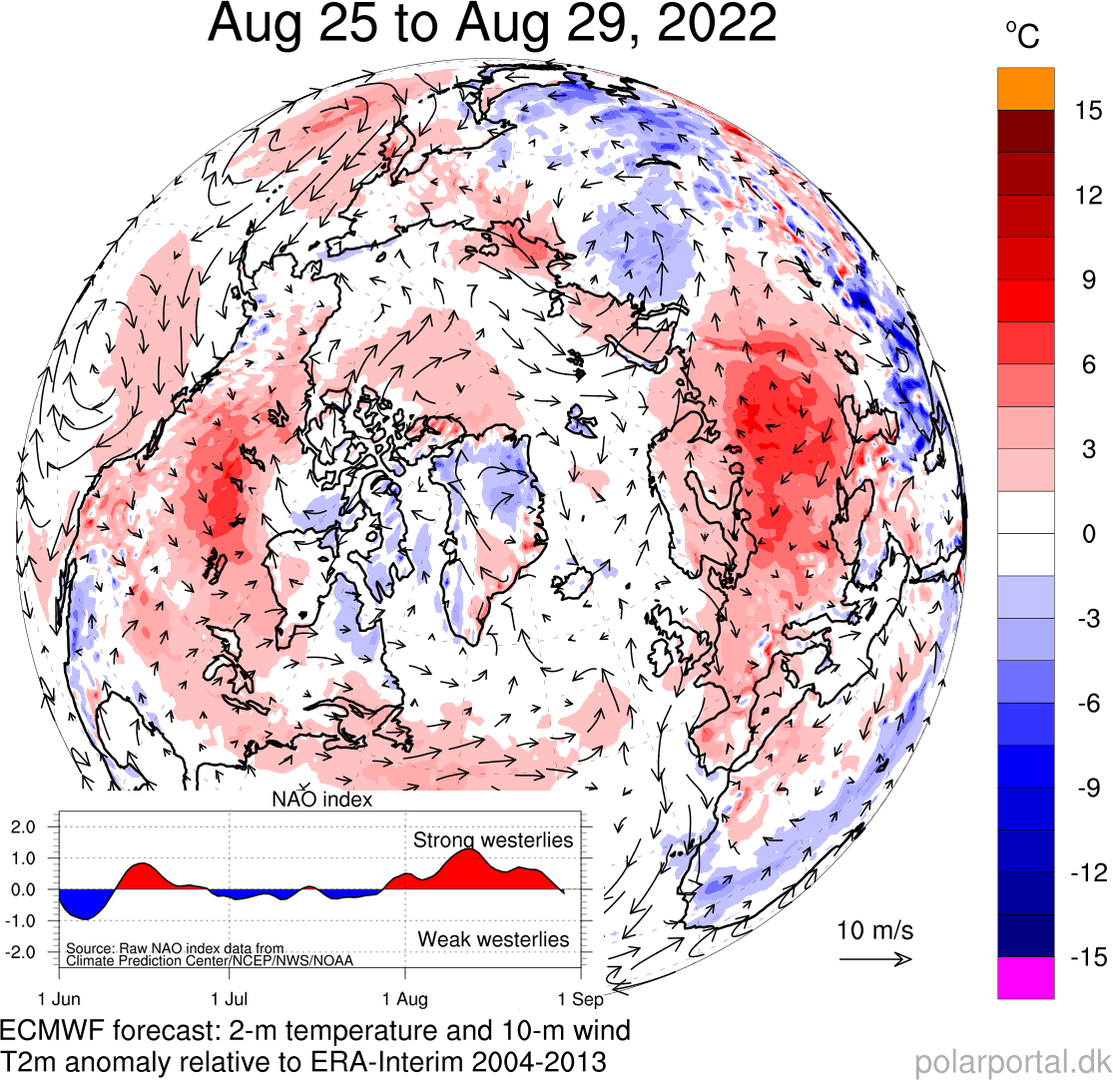 Aug 25 to Aug 29, 2022
oC
15
12
9
6
3
0
-3
-6
-9
-12
-15
10 m/s
NAO index
2.0
1.0
0.0
-1.0
-2.0
Strong westerlies
Weak westerlies
Source: Raw NAO index data from
Climate Prediction Center/NCEP/NWS/NOAA
1 Jun
1 Jul
1 Aug
1 Sep
ECMWF forecast: 2-m temperature and 10-m wind
T2m anomaly relative to ERA-Interim 2004-2013
polarportal.dk